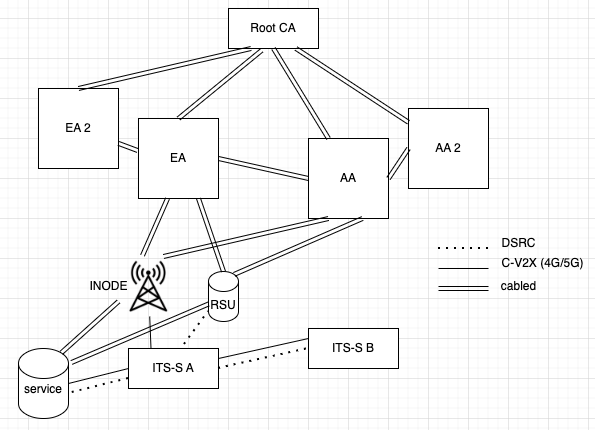 Root CA
EA 2
EA
AA
AA 2
DSRC
C-V2X (4G/5G)
cabled
INODE
RSU
ITS-S A
ITS-S B
service